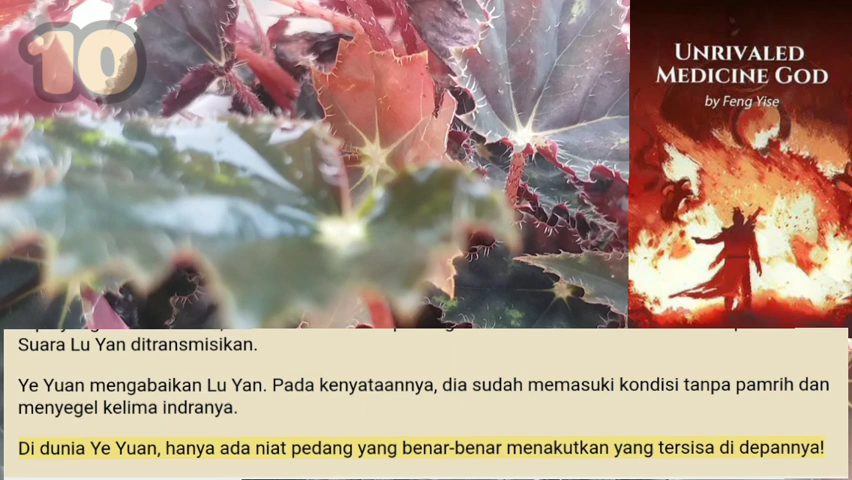 10
UNRIVALED
MEDICINE GOD
by Feng Yise
Suara Lu Yan ditransmisikan.
Ye Yuan mengabaikan Lu Yan. Pada kenyataannya, dia sudah memasuki kondisi tanpa pamrih dan
menyegel kelima indranya.
Di dunia Ye Yuan, hanya ada niat pedang yang benar-benar menakutkan yang tersisa di depannya!